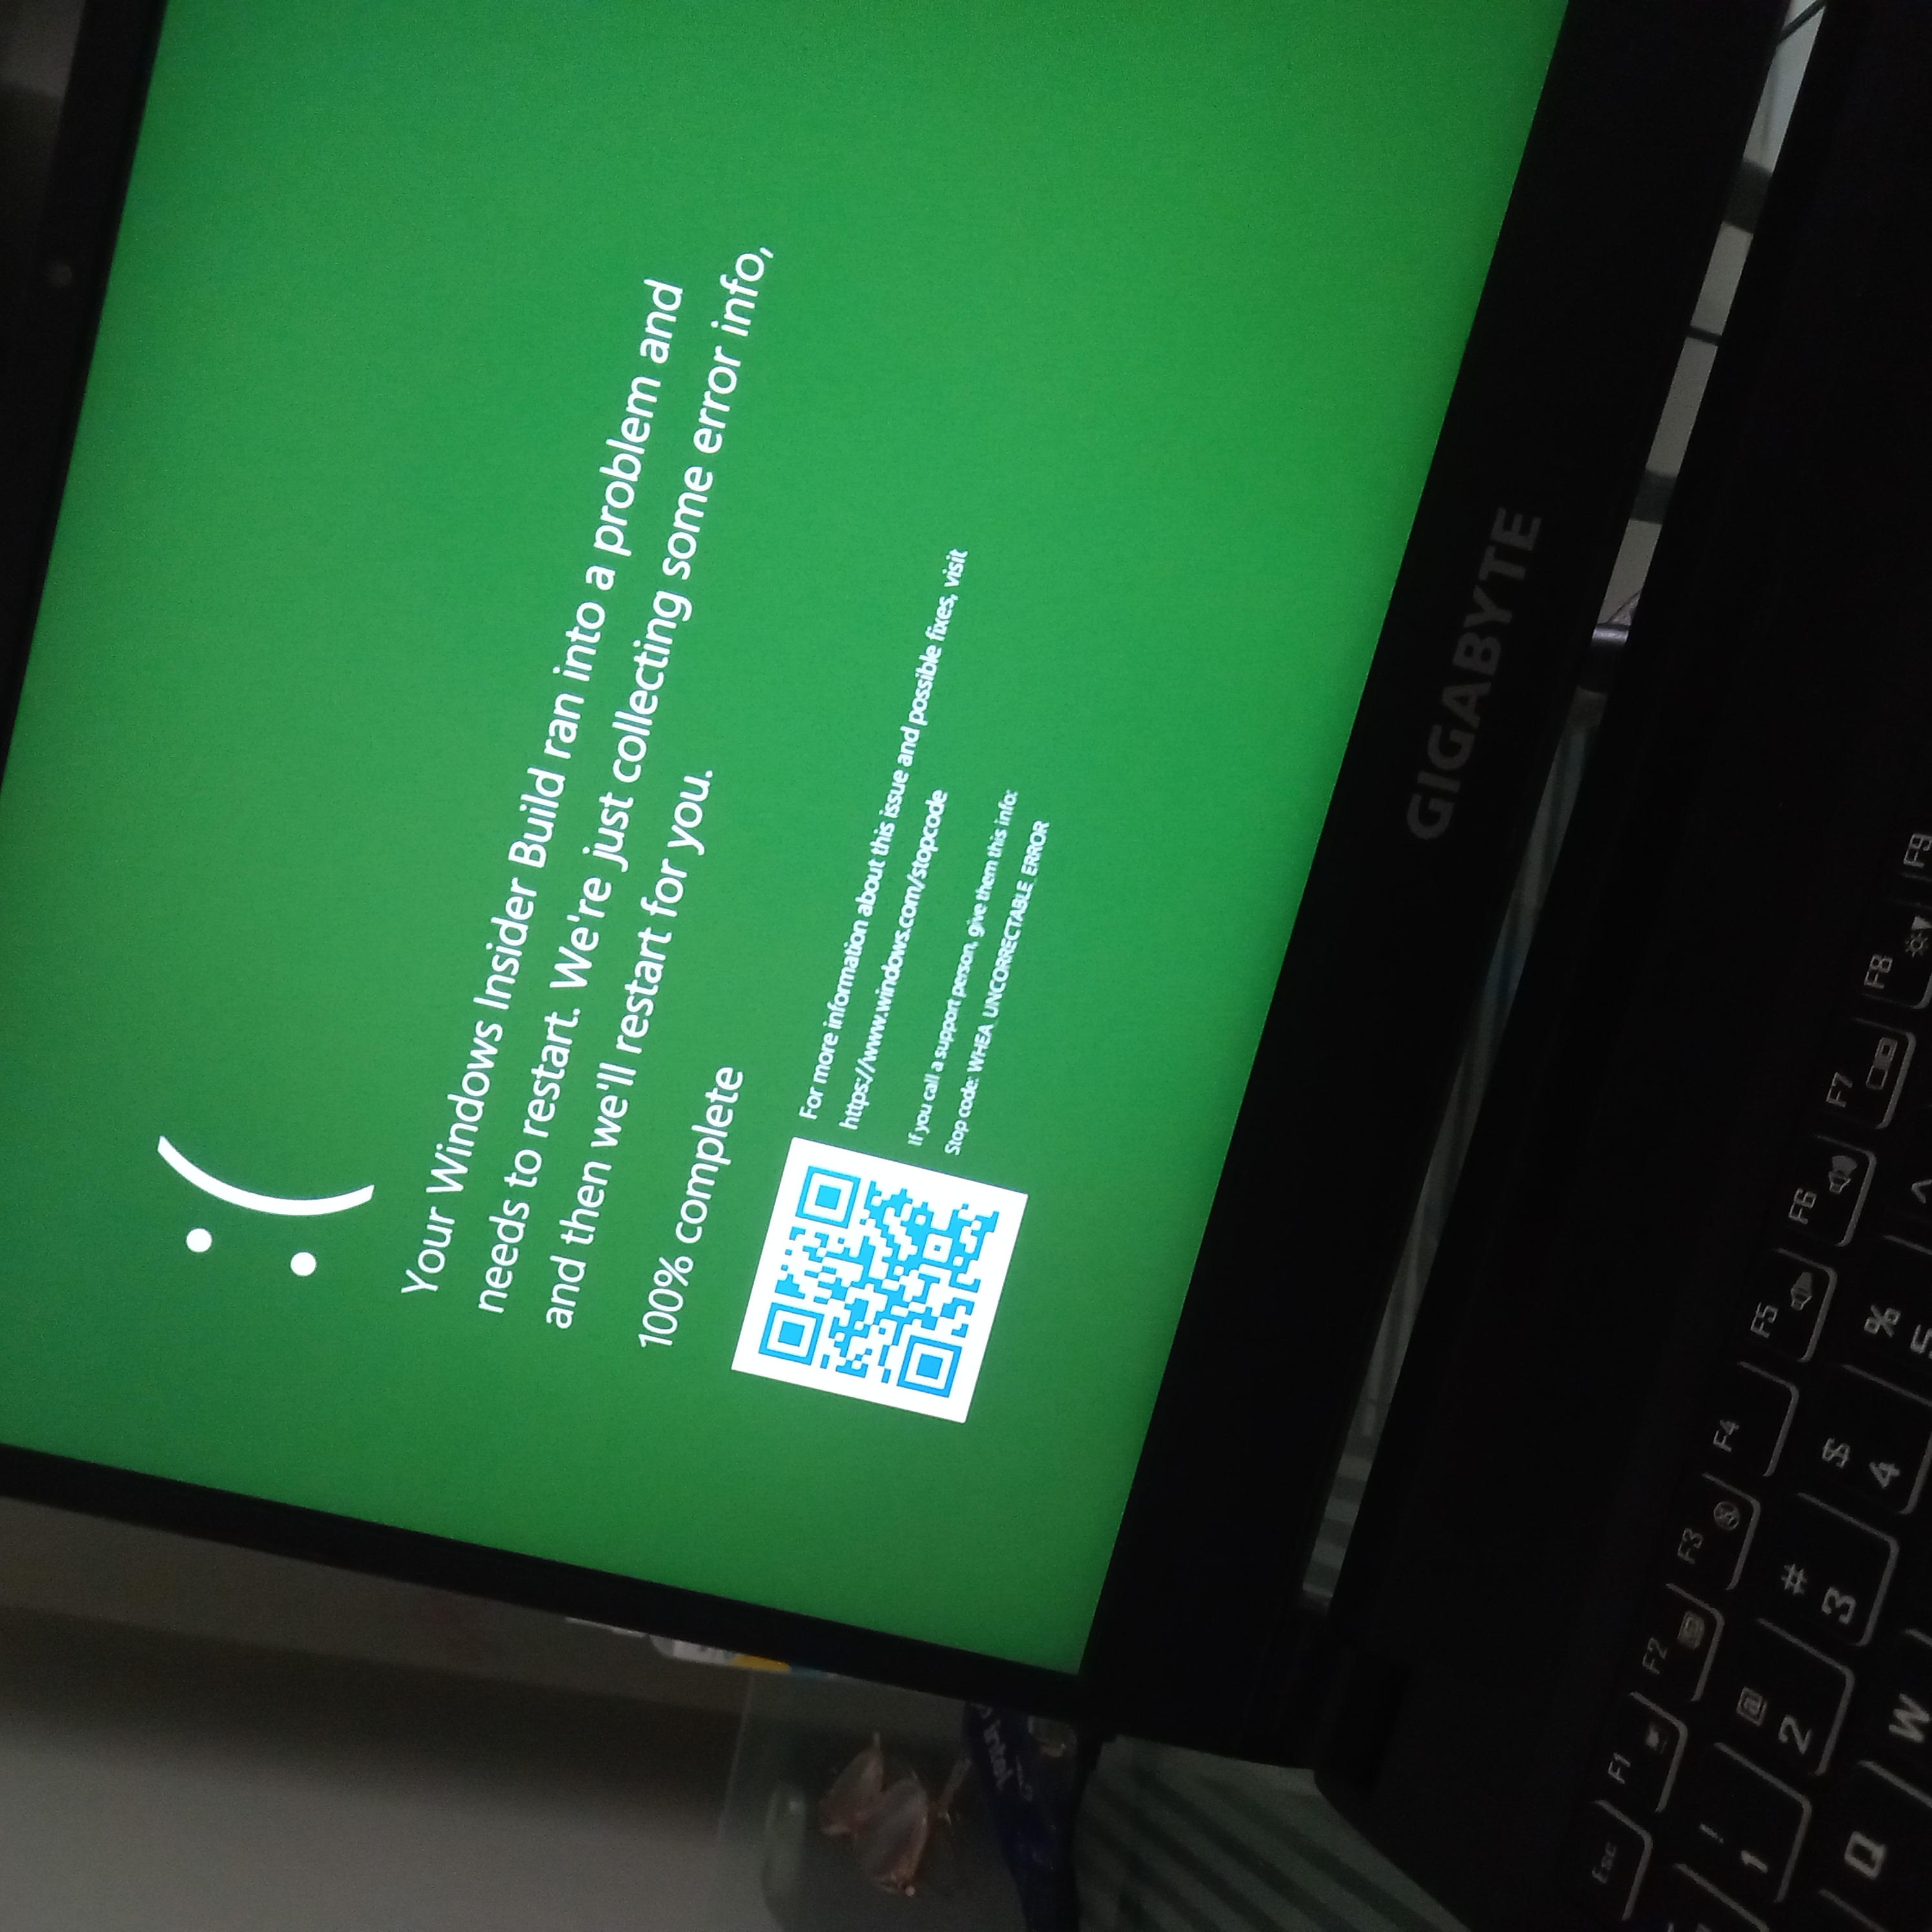 :(
Your Windows Insider Build ran into a problem and
needs to restart. We're just collecting some error info,
and then we'll restart for you.
100% complete
For more information about this issue and possible fixes, visit
https://www.windows.com/stopcode
If you call a support person, give them this info:
Stop code: WHEA_UNCORRECTABLE_ERROR
intel
GIGABYTE
Esc F1 F2 F3 F4 F5 F6 F7 F8 F9
! @ # $ % ^
1 2 3 4 5
Q W